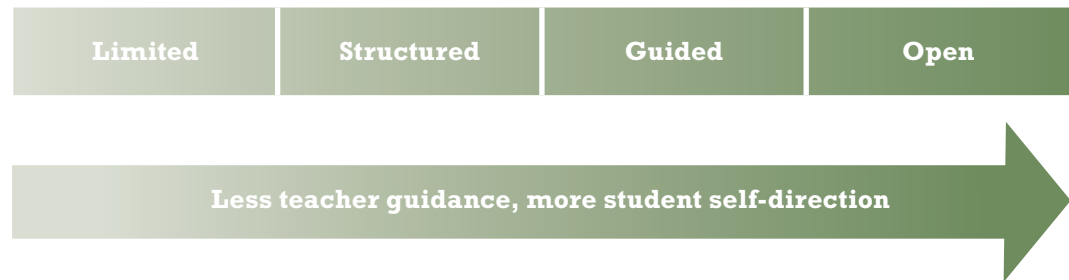 Limited Structured Guided Open
Less teacher guidance, more student self-direction